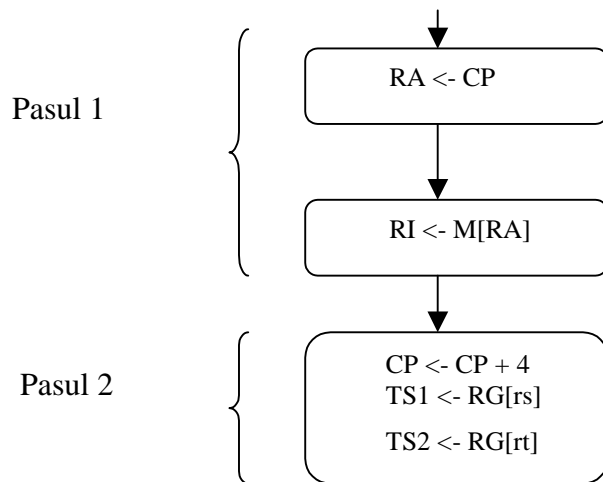 RA <- CP
Pasul 1
RI <- M[RA]
CP <- CP + 4
Pasul 2
TS1 <- RG[rs]
TS2 <- RG[rt]